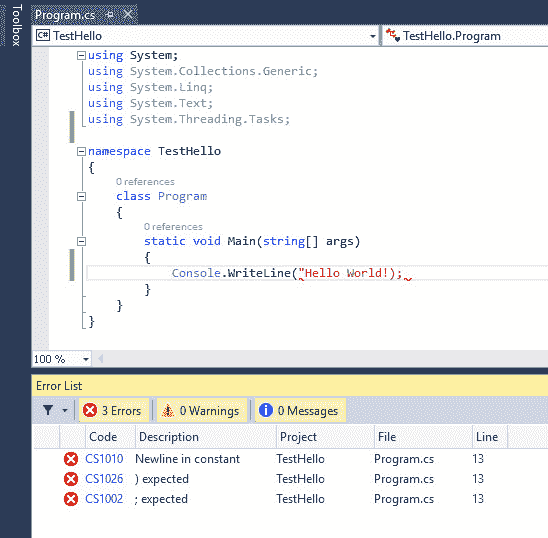 Toolbox
Program.cs
C# TestHello TestHello.Program
using System;
using System.Collections.Generic;
using System.Linq;
using System.Text;
using System.Threading.Tasks;
namespace TestHello
{
0 references
class Program
{
0 references
static void Main(string[] args)
{
Console.WriteLine("Hello World!);
}
}
}
100 %
Error List
3 Errors 0 Warnings 0 Messages
Code Description Project File Line
CS1010 Newline in constant TestHello Program.cs 13
CS1026 ) expected TestHello Program.cs 13
CS1002 ; expected TestHello Program.cs 13